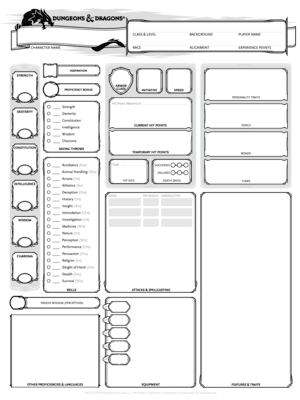 DUNGEONS & DRAGONS
CLASS & LEVEL BACKGROUND PLAYER NAME
CHARACTER NAME
RACE ALIGNMENT EXPERIENCE POINTS
STRENGTH
DEXTERITY
CONSTITUTION
INTELLIGENCE
WISDOM
CHARISMA
INSPIRATION
PROFICIENCY BONUS
Strength
Dexterity
Constitution
Intelligence
Wisdom
Charisma
SAVING THROWS
Acrobatics (Dex)
Animal Handling (Wis)
Arcana (Int)
Athletics (Str)
Deception (Cha)
History (Int)
Insight (Wis)
Intimidation (Cha)
Investigation (Int)
Medicine (Wis)
Nature (Int)
Perception (Wis)
Performance (Cha)
Persuasion (Cha)
Religion (Int)
Sleight of Hand (Dex)
Stealth (Dex)
Survival (Wis)
SKILLS
PASSIVE WISDOM (PERCEPTION)
OTHER PROFICIENCIES & LANGUAGES
ARMOR CLASS
INITIATIVE
SPEED
Hit Point Maximum
CURRENT HIT POINTS
TEMPORARY HIT POINTS
Total
HIT DICE
SUCCESSES
FAILURES
DEATH SAVES
NAME ATK BONUS DAMAGE/TYPE
ATTACKS & SPELLCASTING
EQUIPMENT
PERSONALITY TRAITS
IDEALS
BONDS
FLAWS
FEATURES & TRAITS